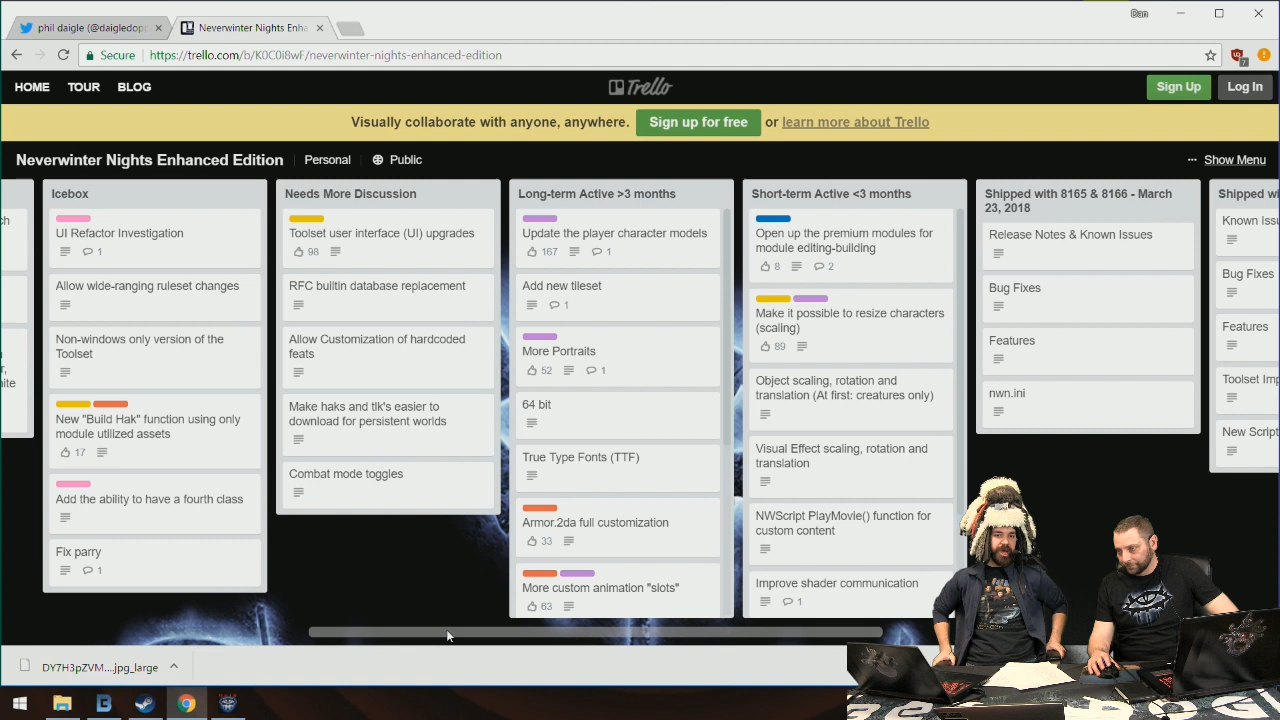 phil daigle (@daigledopp
Neverwinter Nights Enha
Dan
Secure
https://trello.com/b/K0C0i8wF/neverwinter-nights-enhanced-edition
7
HOME
TOUR
BLOG
Trello
Sign Up
Log In
Visually collaborate with anyone, anywhere.
Sign up for free
or learn more about Trello
Neverwinter Nights Enhanced Edition
Personal
Public
Show Menu
Icebox
UI Refactor Investigation
1
Allow wide-ranging ruleset changes
Non-windows only version of the
Toolset
New "Build Hak" function using only
module utilized assets
17
Add the ability to have a fourth class
Fix parry
1
Needs More Discussion
Toolset user interface (UI) upgrades
98
RFC builtin database replacement
Allow Customization of hardcoded
feats
Make haks and tlk's easier to
download for persistent worlds
Combat mode toggles
Long-term Active >3 months
Update the player character models
167 1
Add new tileset
1
More Portraits
52 1
64 bit
True Type Fonts (TTF)
Armor.2da full customization
33
More custom animation "slots"
63
Short-term Active <3 months
Open up the premium modules for
module editing-building
8 2
Make it possible to resize characters
(scaling)
89
Object scaling, rotation and
translation (At first: creatures only)
Visual Effect scaling, rotation and
translation
NWScript PlayMovie() function for
custom content
Improve shader communication
1
Shipped with 8165 & 8166 - March
23, 2018
Release Notes & Known Issues
Bug Fixes
Features
nwn.ini
Shipped wi
Known Issu
Bug Fixes
Features
Toolset Imp
New Script
DY7H3pZVM....jpg_large